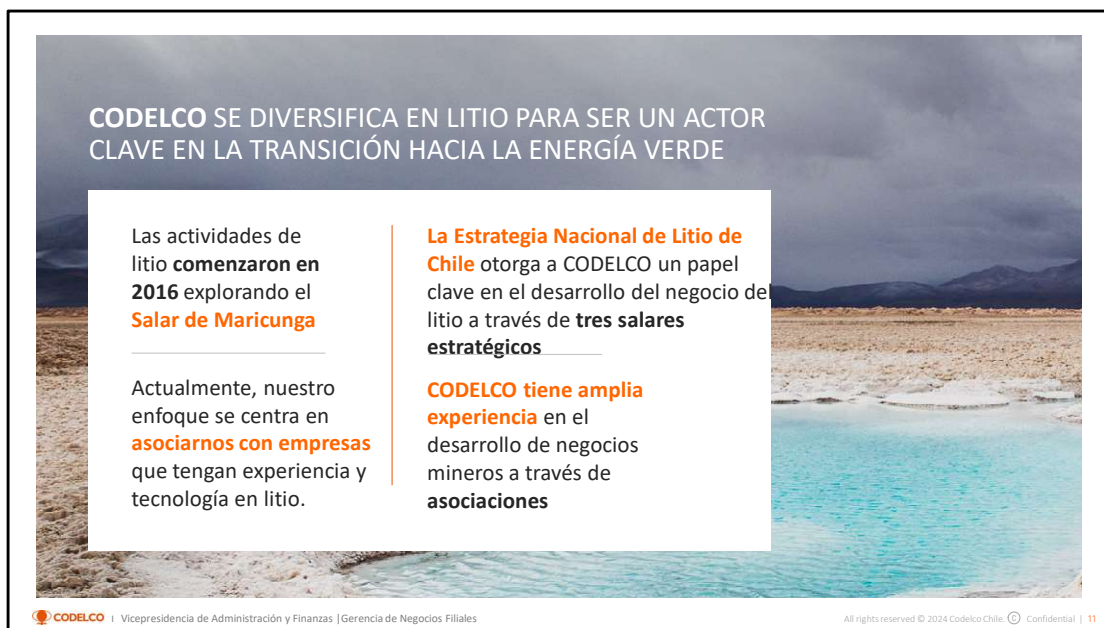 CODELCO SE DIVERSIFICA EN LITIO PARA SER UN ACTOR
CLAVE EN LA TRANSICIÓN HACIA LA ENERGÍA VERDE
Las actividades de
litio comenzaron en
2016 explorando el
Salar de Maricunga
Actualmente, nuestro
enfoque se centra en
asociarnos con empresas
que tengan experiencia y
tecnología en litio.
La Estrategia Nacional de Litio de
Chile otorga a CODELCO un papel
clave en el desarrollo del negocio del
litio a través de tres salares
estratégicos
CODELCO tiene amplia
experiencia en el
desarrollo de negocios
mineros a través de
asociaciones
CODELCO | Vicepresidencia de Administración y Finanzas |Gerencia de Negocios Filiales
All rights reserved © 2024 Codelco Chile. Ⓒ Confidential | 11